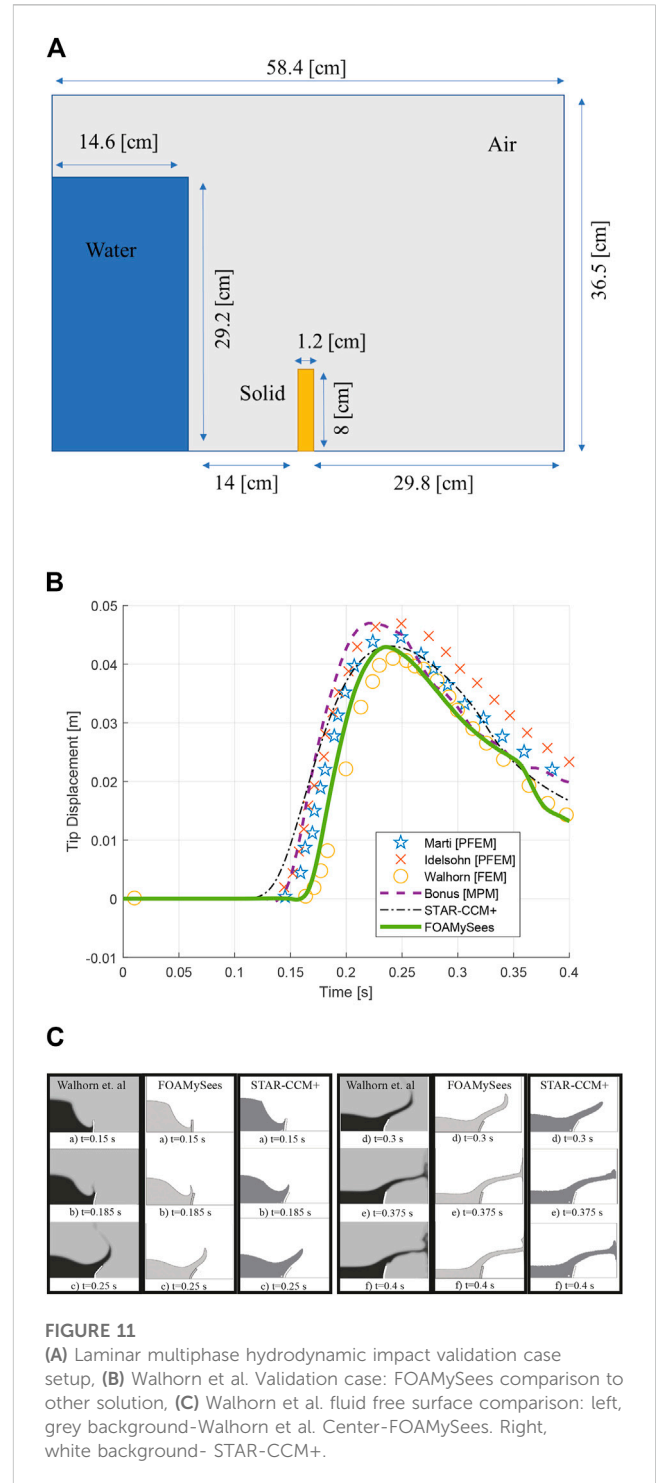 A
58.4 [cm]
14.6 [cm]
Air
Water
29.2 [cm]
36.5 [cm]
1.2 [cm]
Solid
8 [cm]
14 [cm]
29.8 [cm]
B
0.05
0.04
0.03
0.02
0.01
0
-0.01
Tip Displacement [m]
Marti [PFEM]
Idelsohn [PFEM]
Walhorn [FEM]
Bonus [MPM]
STAR-CCM+
FOAMySees
0 0.05 0.1 0.15 0.2 0.25 0.3 0.35 0.4
Time [s]
C
Walhorn et. al FOAMySees STAR-CCM+ Walhorn et. al FOAMySees STAR-CCM+
a) t=0.15 s a) t=0.15 s a) t=0.15 s d) t=0.3 s d) t=0.3 s d) t=0.3 s
b) t=0.185 s b) t=0.185 s b) t=0.185 s e) t=0.375 s e) t=0.375 s e) t=0.375 s
c) t=0.25 s c) t=0.25 s c) t=0.25 s f) t=0.4 s f) t=0.4 s f) t=0.4 s
FIGURE 11
(A) Laminar multiphase hydrodynamic impact validation case
setup, (B) Walhorn et al. Validation case: FOAMySees comparison to
other solution, (C) Walhorn et al. fluid free surface comparison: left,
grey background-Walhorn et al. Center-FOAMySees. Right,
white background- STAR-CCM+.